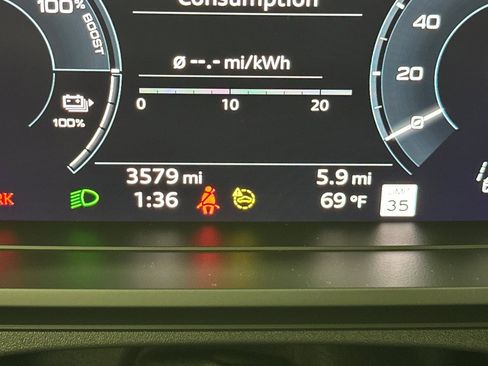 Consumption
100%
BOOST
ø --.- mi/kWh
0 10 20
100%
40
20
0
3579 mi
5.9 mi
1:36
69 °F
LIMIT
35